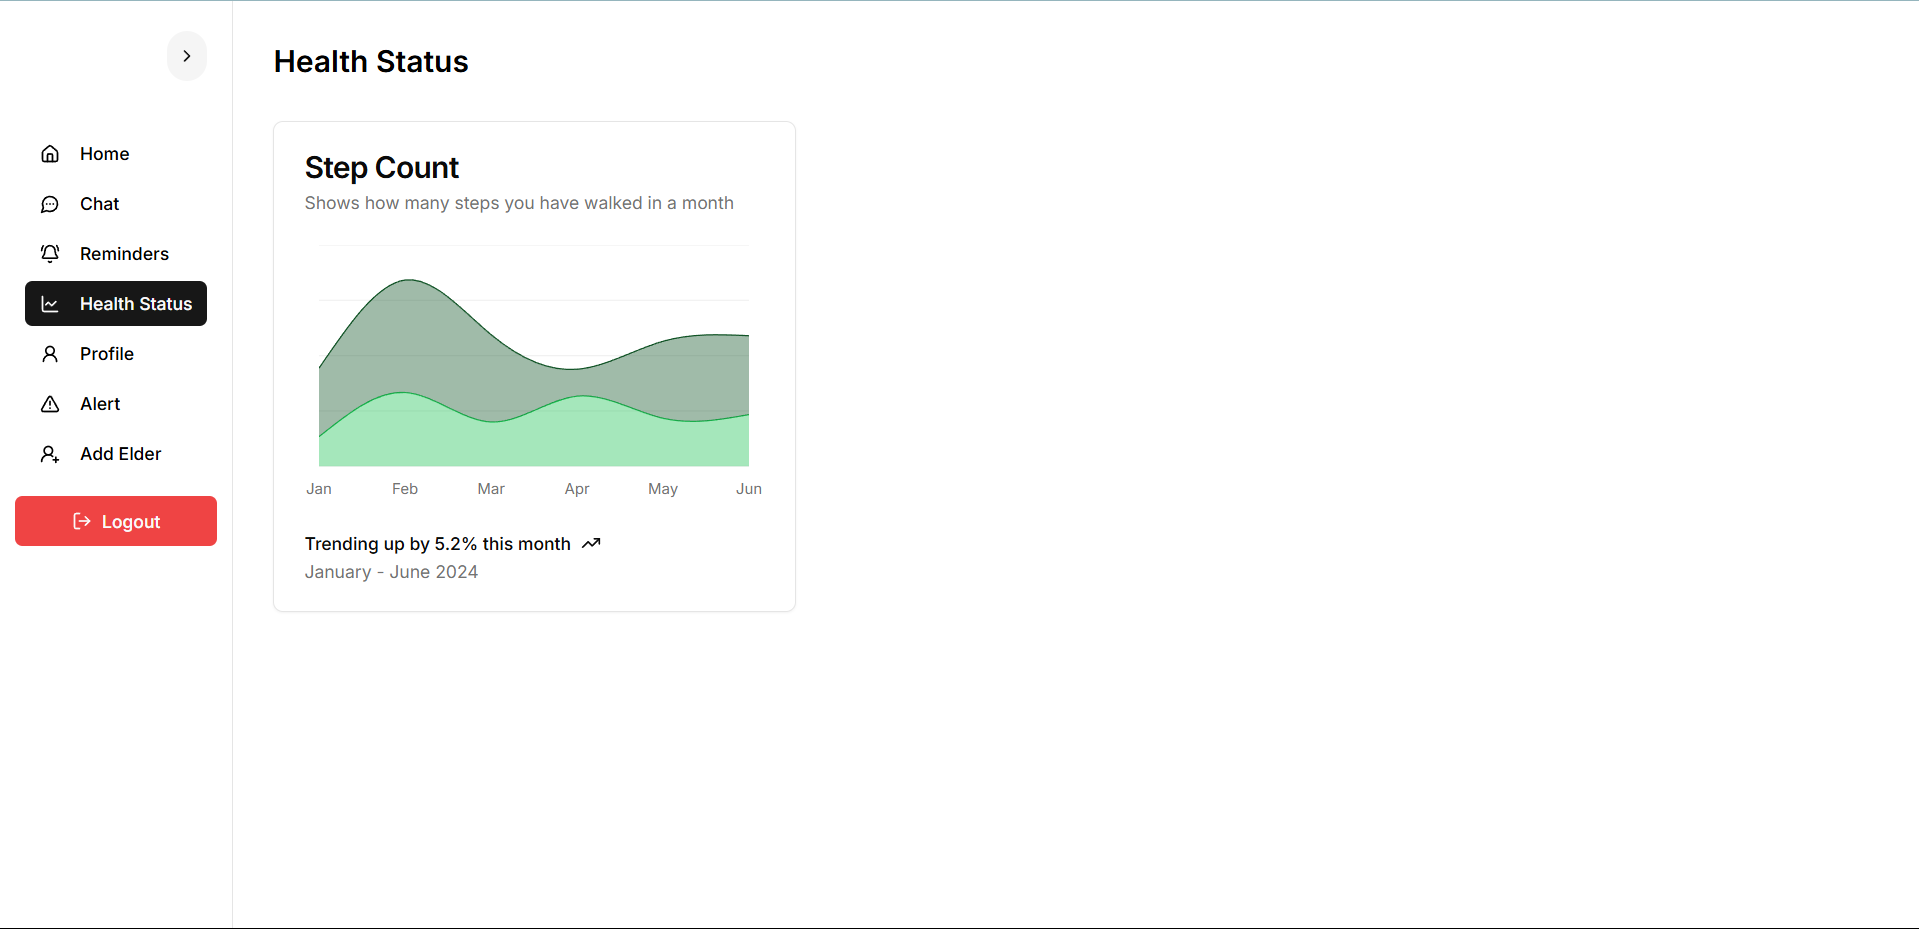 Home
Chat
Reminders
Health Status
Profile
Alert
Add Elder
Logout
Health Status
Step Count
Shows how many steps you have walked in a month
Jan Feb Mar Apr May Jun
Trending up by 5.2% this month
January - June 2024